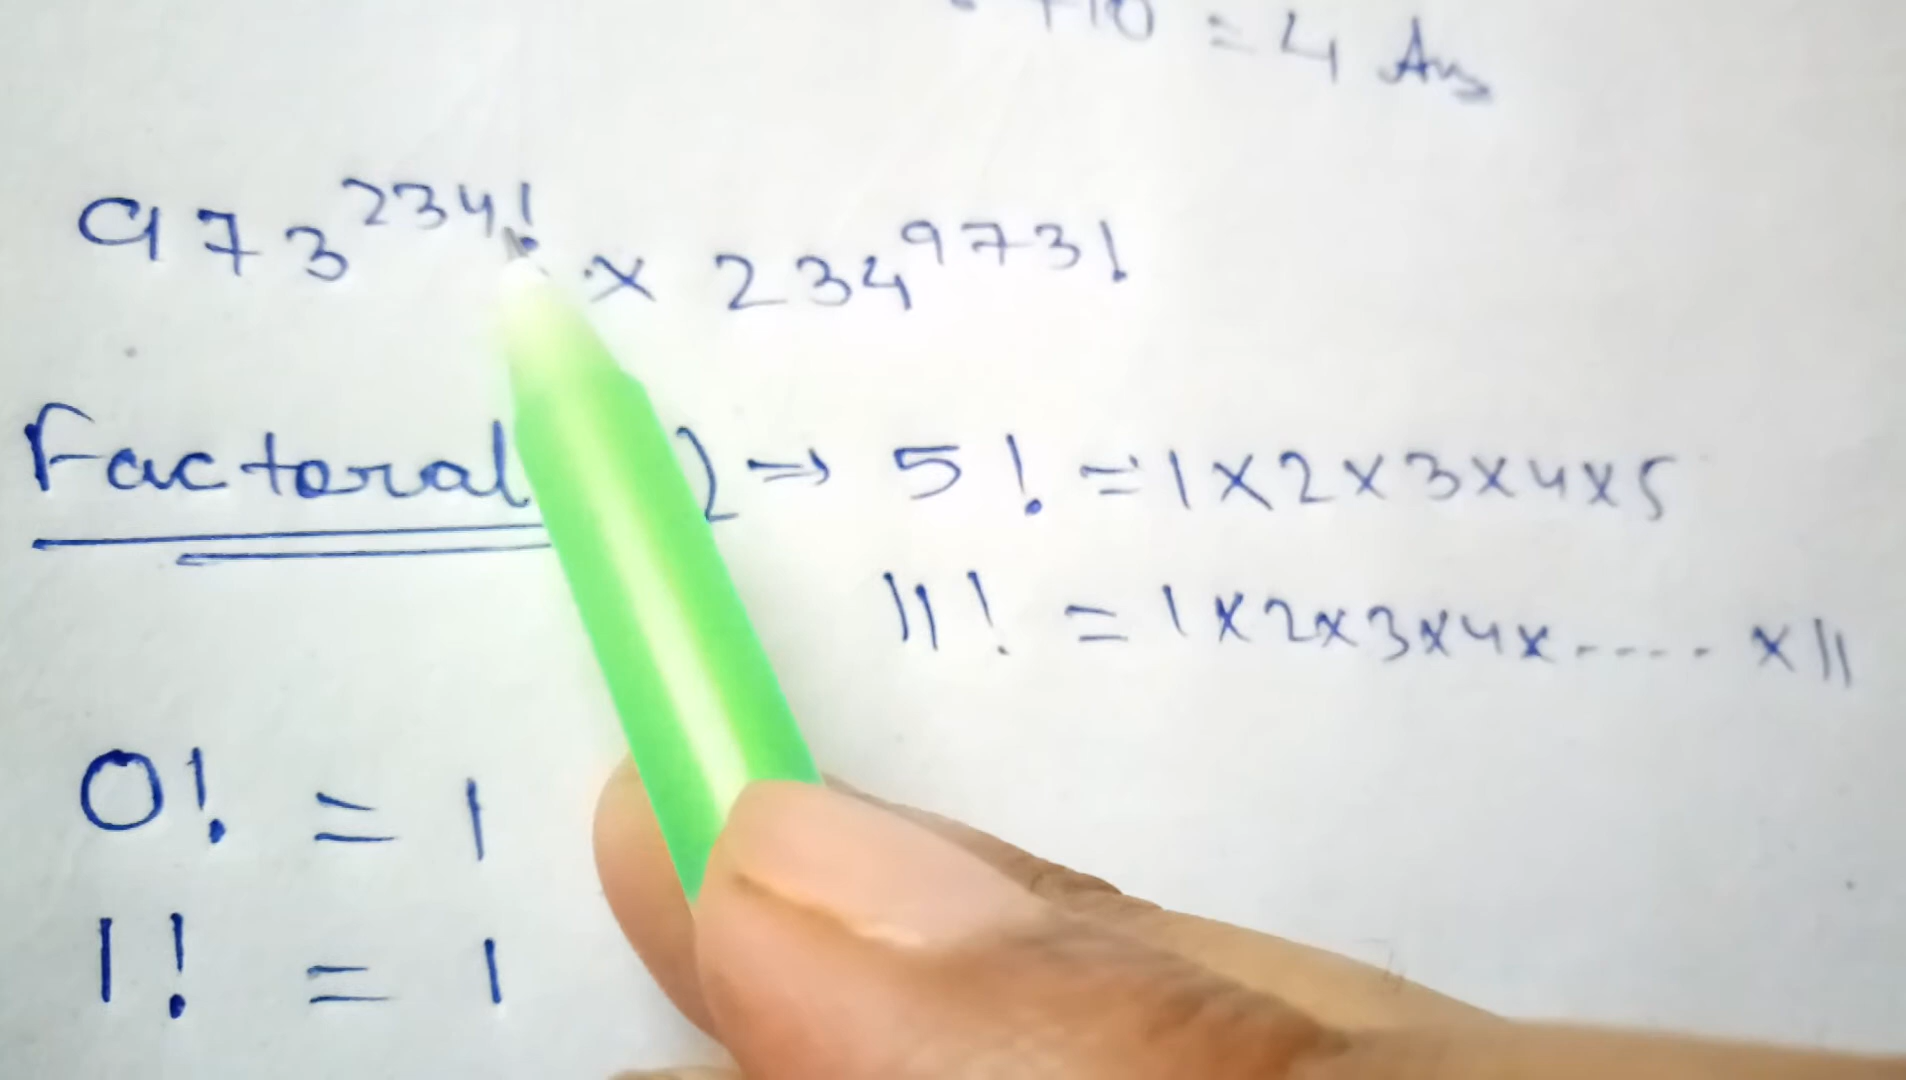 = 4 Ans
973^234! × 234^973!
Factoral → 5! = 1×2×3×4×5
11! = 1×2×3×4×.....×11
0! = 1
1! = 1